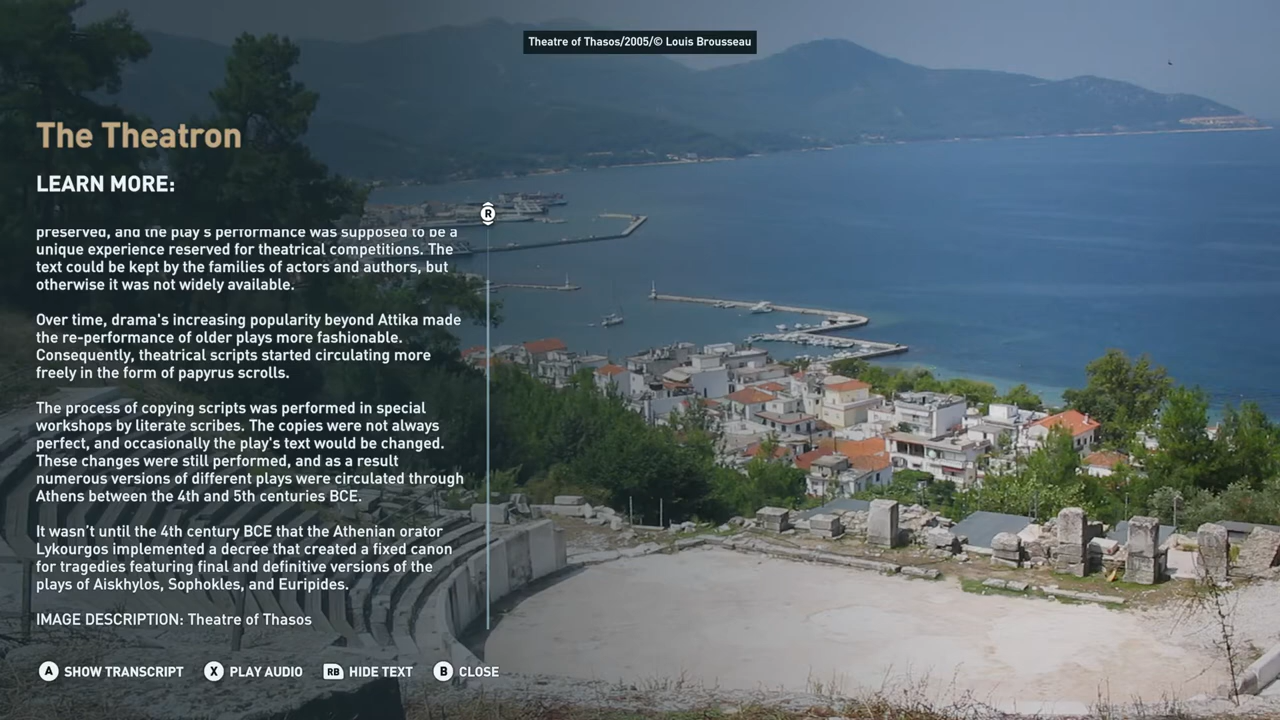 Theatre of Thasos/2005/© Louis Brousseau
The Theatron
LEARN MORE:
preserved, and the play's performance was supposed to be a
unique experience reserved for theatrical competitions. The
text could be kept by the families of actors and authors, but
otherwise it was not widely available.
Over time, drama's increasing popularity beyond Attika made
the re-performance of older plays more fashionable.
Consequently, theatrical scripts started circulating more
freely in the form of papyrus scrolls.
The process of copying scripts was performed in special
workshops by literate scribes. The copies were not always
perfect, and occasionally the play's text would be changed.
These changes were still performed, and as a result
numerous versions of different plays were circulated through
Athens between the 4th and 5th centuries BCE.
It wasn't until the 4th century BCE that the Athenian orator
Lykourgos implemented a decree that created a fixed canon
for tragedies featuring final and definitive versions of the
plays of Aiskhylos, Sophokles, and Euripides.
IMAGE DESCRIPTION: Theatre of Thasos
R
A SHOW TRANSCRIPT X PLAY AUDIO RB HIDE TEXT B CLOSE